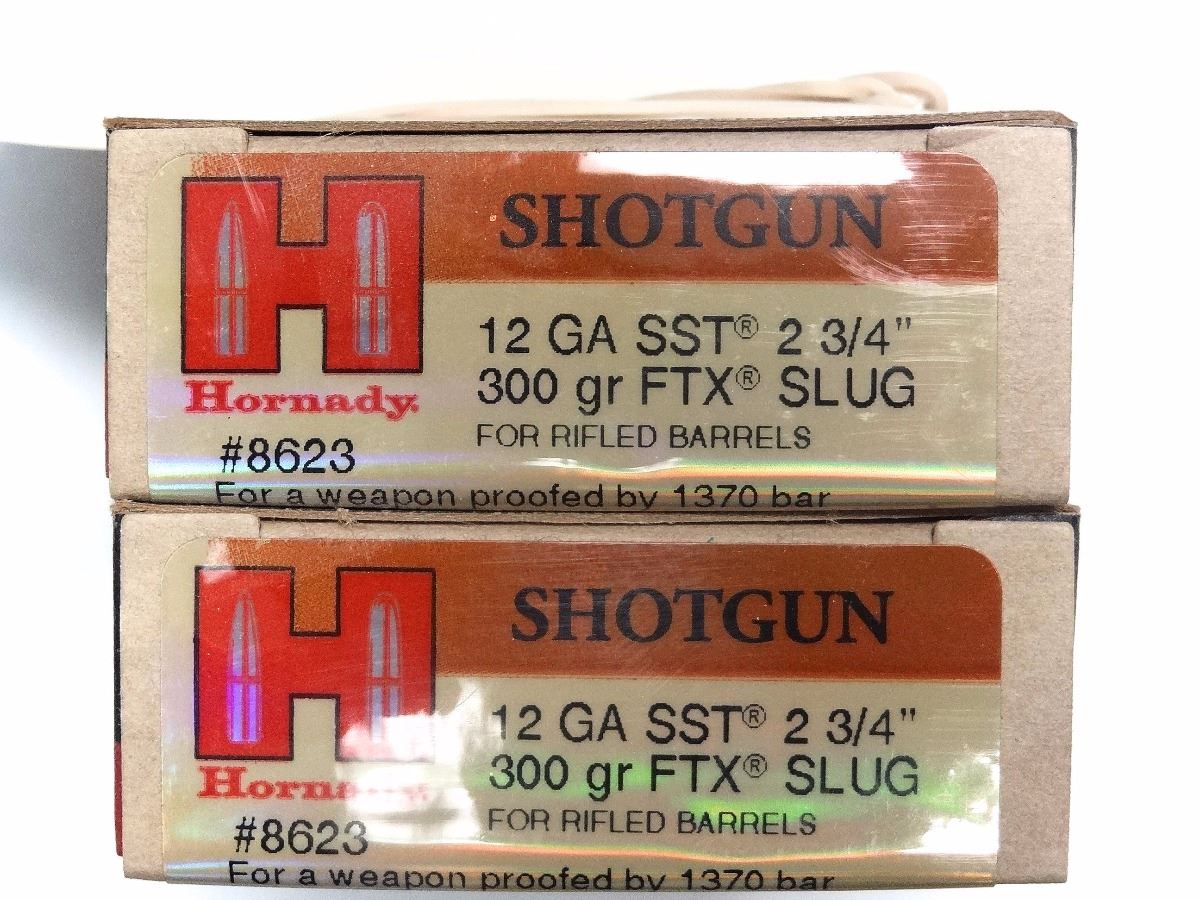 H
SHOTGUN
12 GA SST® 2 3/4"
300 gr FTX® SLUG
Hornady.
FOR RIFLED BARRELS
#8623
For a weapon proofed by 1370 bar
H
SHOTGUN
12 GA SST® 2 3/4"
300 gr FTX® SLUG
FOR RIFLED BARRELS
#8623
For a weapon proofed by 1370 bar